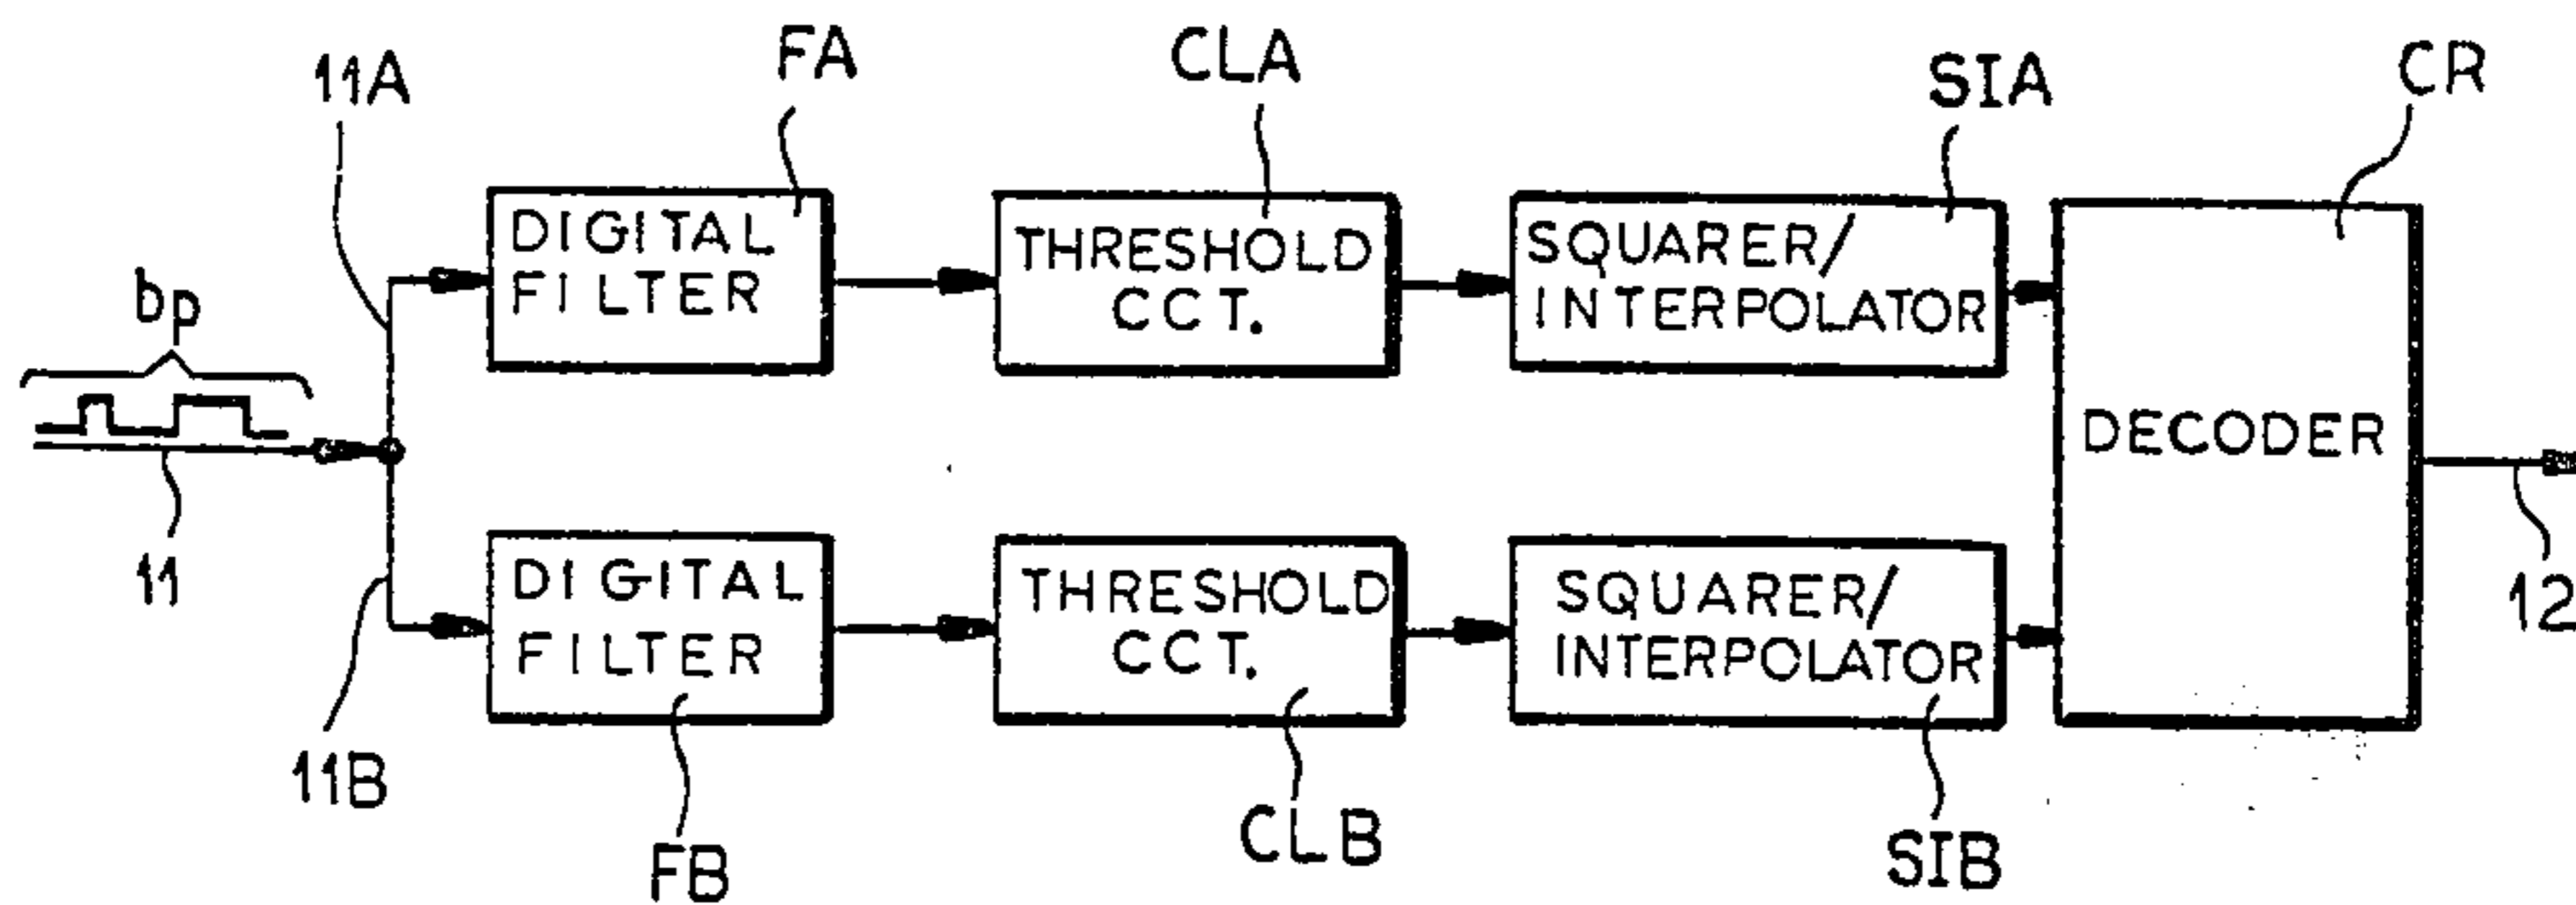 11A
FA
CLA
SIA
CR
DIGITAL
FILTER
THRESHOLD
CCT.
SQUARER/
INTERPOLATOR
bp
DECODER
11
12
DIGITAL
FILTER
THRESHOLD
CCT.
SQUARER/
INTERPOLATOR
11B
FB
CLB
SIB